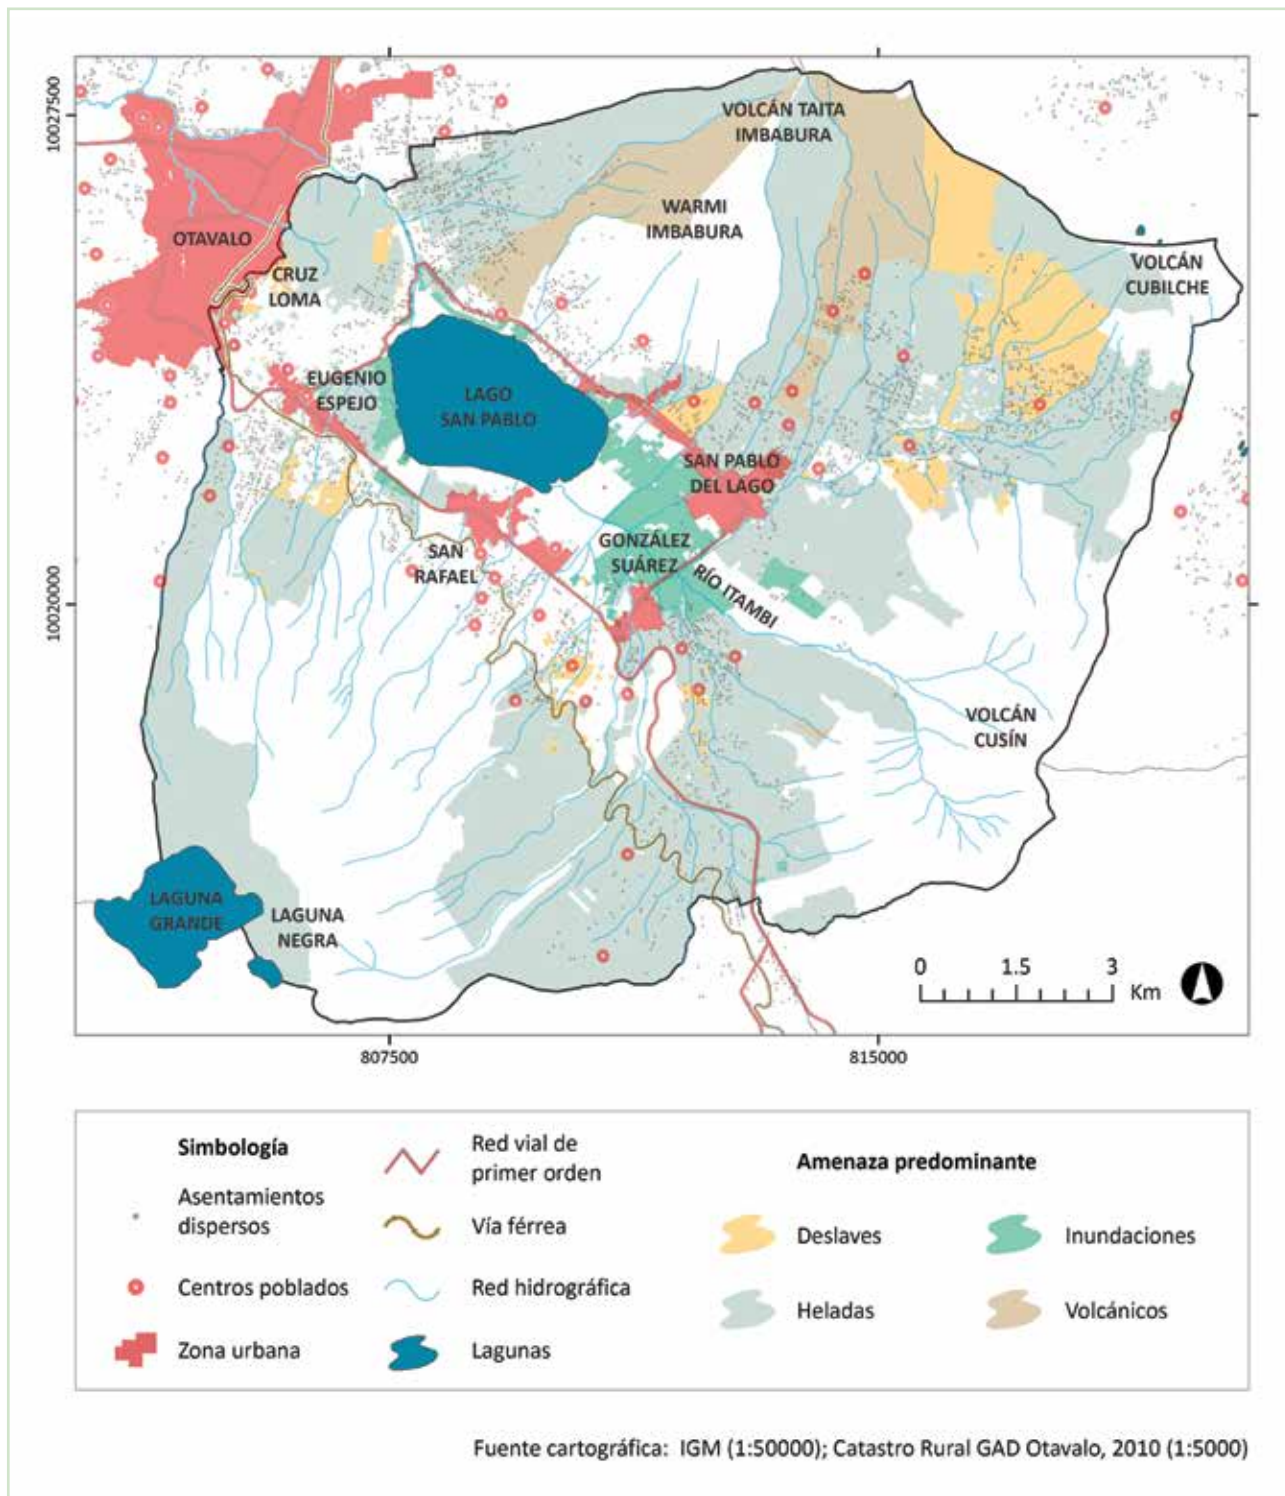 10027500
10020000
VOLCÁN TAITA
IMBABURA
WARMI
IMBABURA
OTAVALO
CRUZ
LOMA
VOLCÁN
CUBILCHE
EUGENIO
ESPEJO
LAGO
SAN PABLO
SAN PABLO
DEL LAGO
SAN
RAFAEL
GONZÁLEZ
SUÁREZ
RÍO ITAMBI
VOLCÁN
CUSÍN
LAGUNA
GRANDE
LAGUNA
NEGRA
0 1.5 3
Km
807500
815000
Simbología
Asentamientos
dispersos
Centros poblados
Zona urbana
Red vial de
primer orden
Vía férrea
Red hidrográfica
Lagunas
Amenaza predominante
Deslaves
Heladas
Inundaciones
Volcánicos
Fuente cartográfica: IGM (1:50000); Catastro Rural GAD Otavalo, 2010 (1:5000)